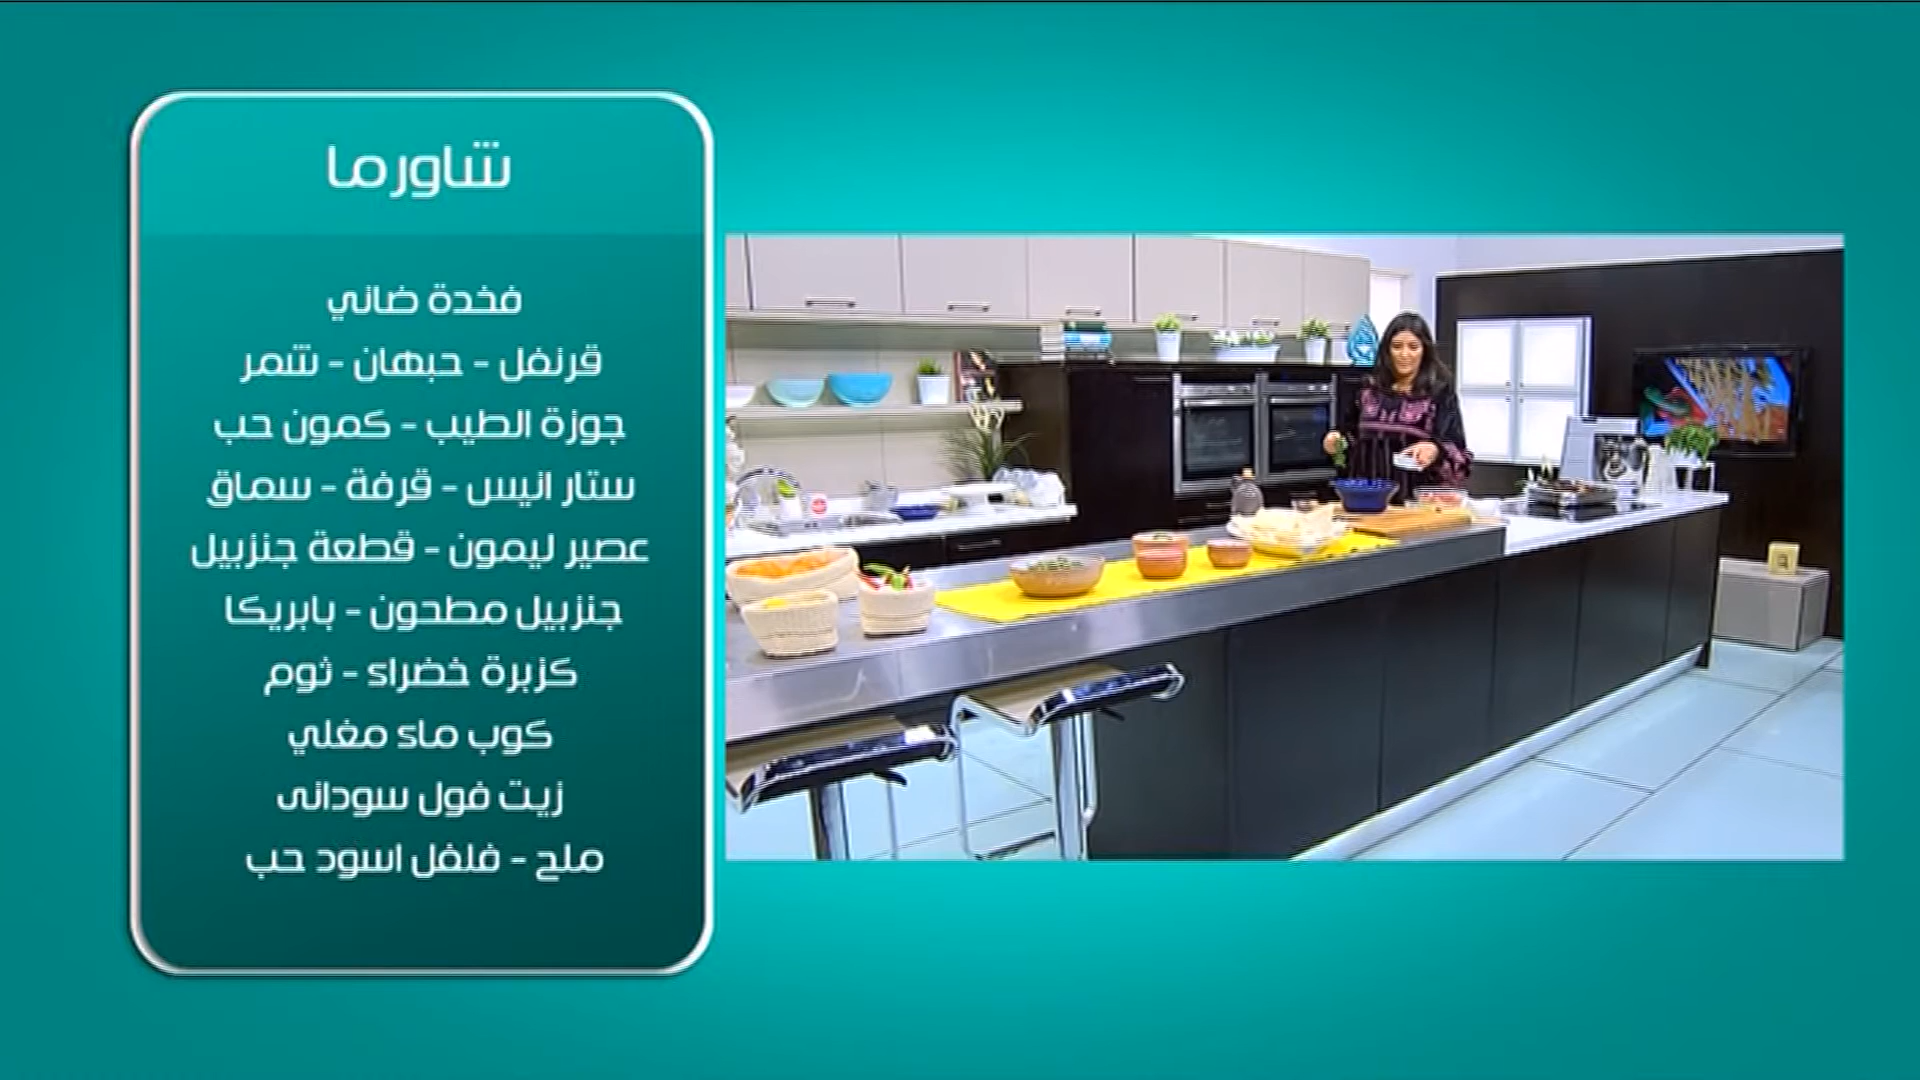 شاورما
فخدة ضاني
قرنفل - حبهان - شمر
جوزة الطيب - كمون حب
ستار انيس - قرفة - سماق
عصير ليمون - قطعة جنزبيل
جنزبيل مطحون - بابريكا
كزبرة خضراء - ثوم
كوب ماء مغلي
زيت فول سودانى
ملح - فلفل اسود حب